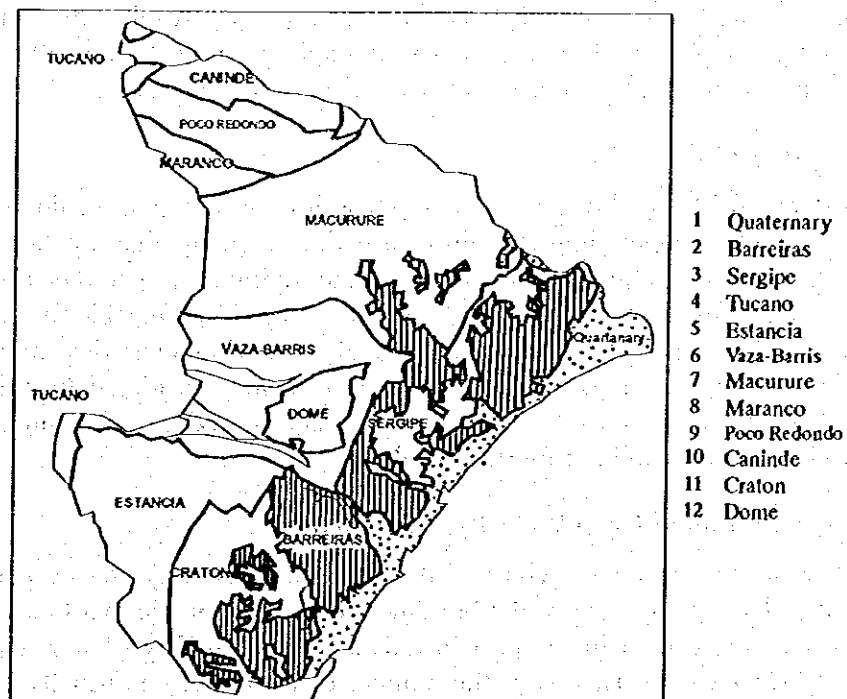 TUCANO
CANINDE
POCO REDONDO
MARANCO
MACURURE
VAZA-BARRIS
Quartanary
TUCANO
DOME
SERGIPE
ESTANCIA
BARREIRAS
CRATON
1 Quaternary
2 Barreiras
3 Sergipe
4 Tucano
5 Estancia
6 Vaza-Barris
7 Macurure
8 Maranco
9 Poco Redondo
10 Caninde
11 Craton
12 Dome